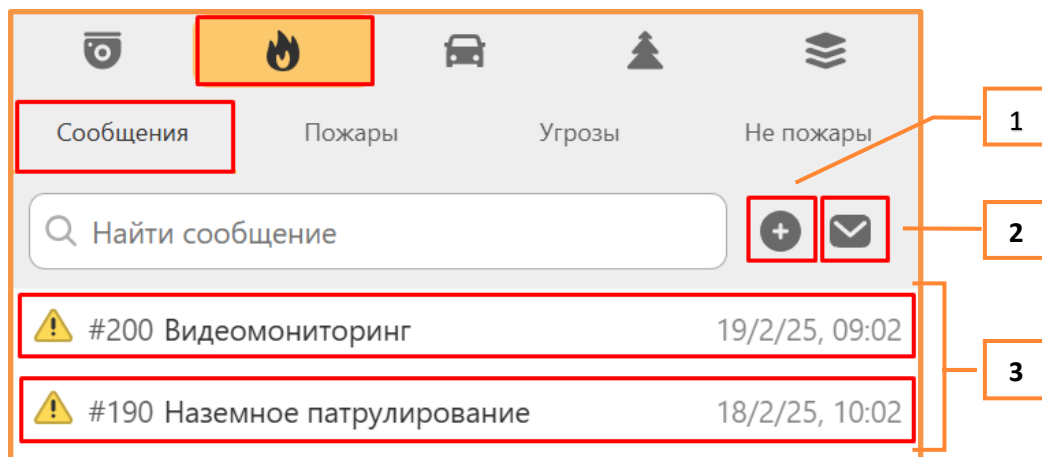 Сообщения Пожары Угрозы Не пожары
1
Найти сообщение
2
#200 Видеомониторинг 19/2/25, 09:02
3
#190 Наземное патрулирование 18/2/25, 10:02